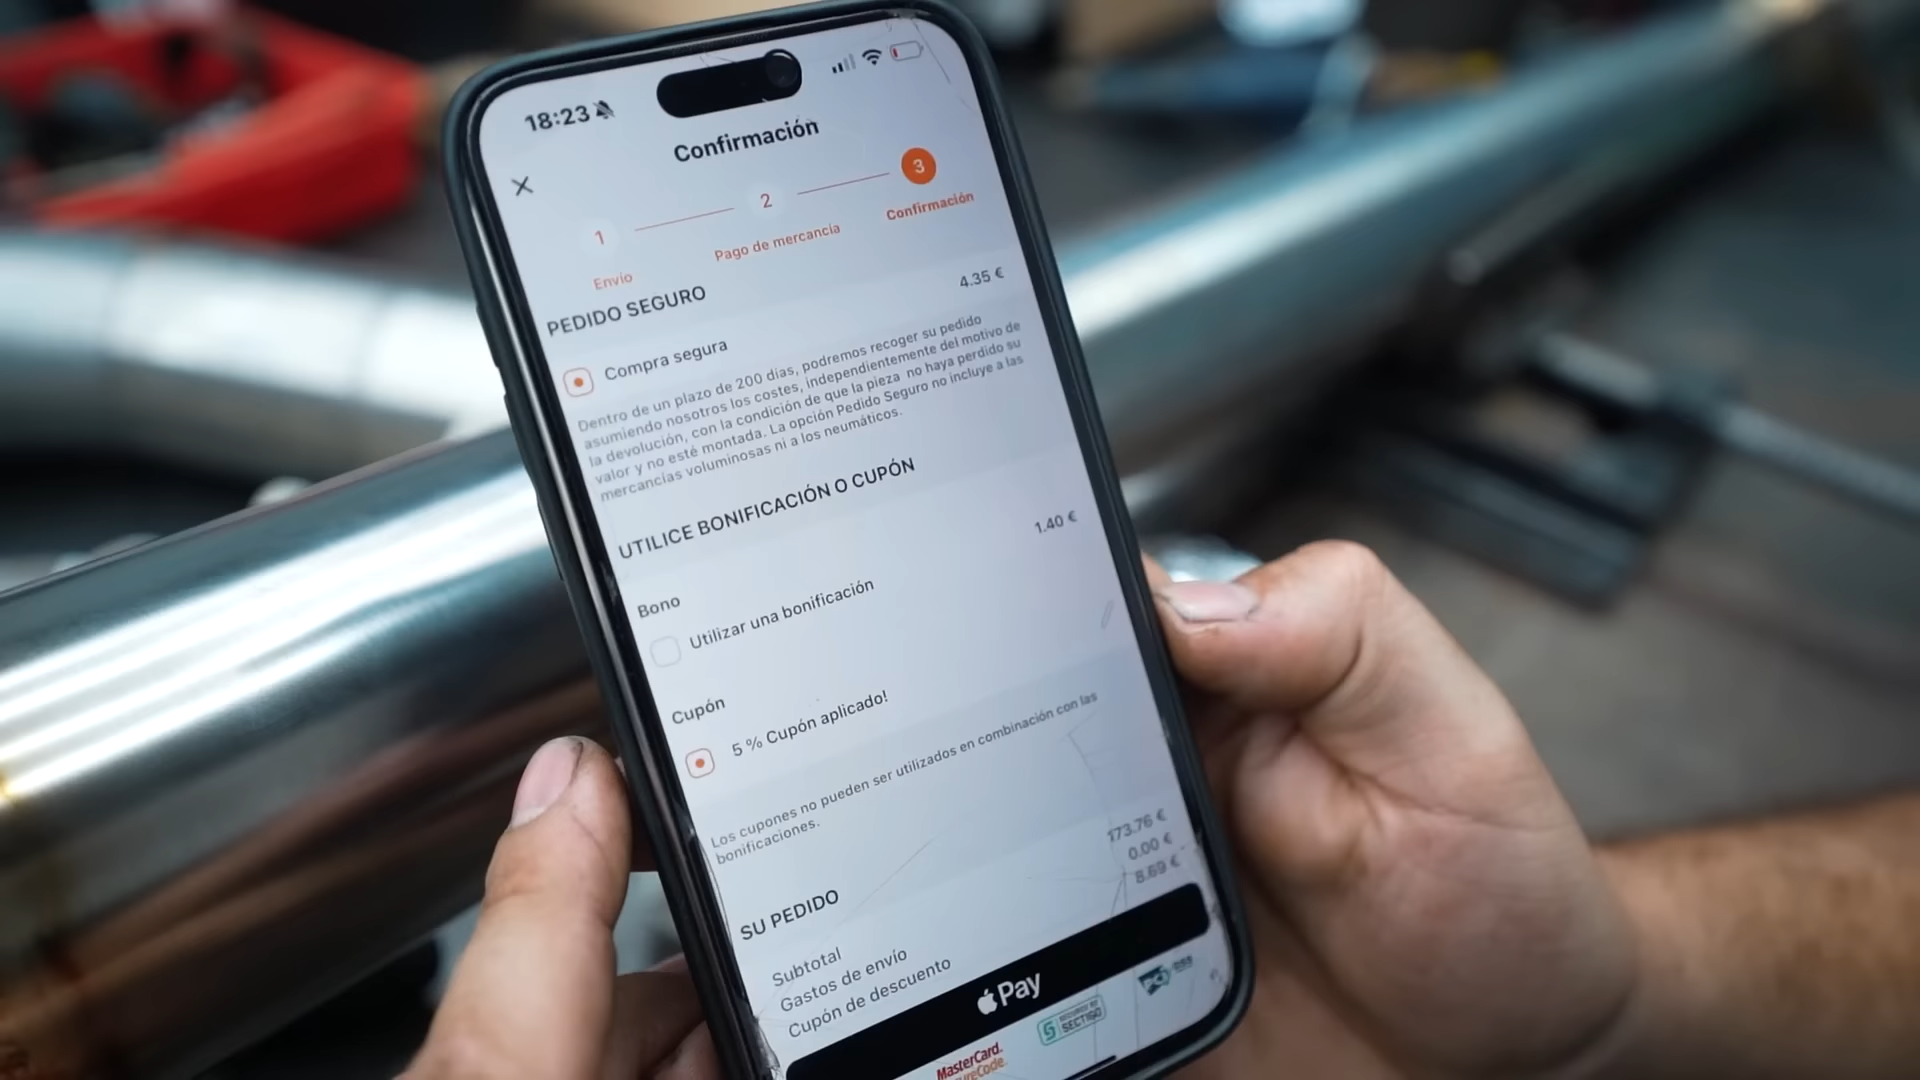 18:23
Confirmación
1
2
3
Envío
Pago de mercancía
Confirmación
PEDIDO SEGURO
4.35 €
Compra segura
Dentro de un plazo de 200 días, podremos recoger su pedido
asumiendo nosotros los costes, independientemente del motivo de
la devolución, con la condición de que la pieza no haya perdido su
valor y no esté montada. La opción Pedido Seguro no incluye a las
mercancías voluminosas ni a los neumáticos.
UTILICE BONIFICACIÓN O CUPÓN
Bono
1.40 €
Utilizar una bonificación
Cupón
5 % Cupón aplicado!
Los cupones no pueden ser utilizados en combinación con las
bonificaciones.
SU PEDIDO
Subtotal 173.76 €
Gastos de envío 0.00 €
Cupón de descuento 8.69 €
Pay
MasterCard.
SECTIGO
DSS